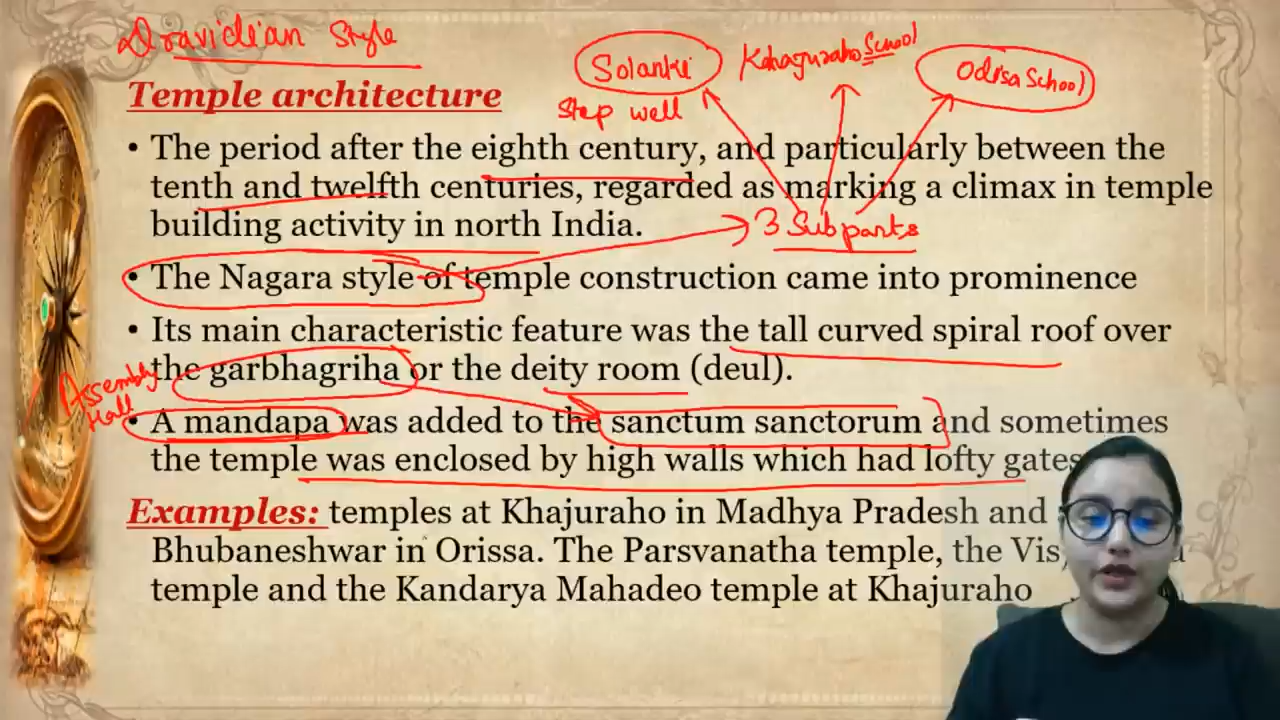 Dravidian Style
Solanki
Khajuraho School
Odisa School
Step well
Temple architecture
• The period after the eighth century, and particularly between the
tenth and twelfth centuries, regarded as marking a climax in temple
building activity in north India.
3 Subparts
• The Nagara style of temple construction came into prominence
• Its main characteristic feature was the tall curved spiral roof over
the garbhagriha or the deity room (deul).
Assembly
Hall
• A mandapa was added to the sanctum sanctorum and sometimes
the temple was enclosed by high walls which had lofty gates
Examples: temples at Khajuraho in Madhya Pradesh and
Bhubaneshwar in Orissa. The Parsvanatha temple, the
temple and the Kandarya Mahadeo temple at Khajuraho